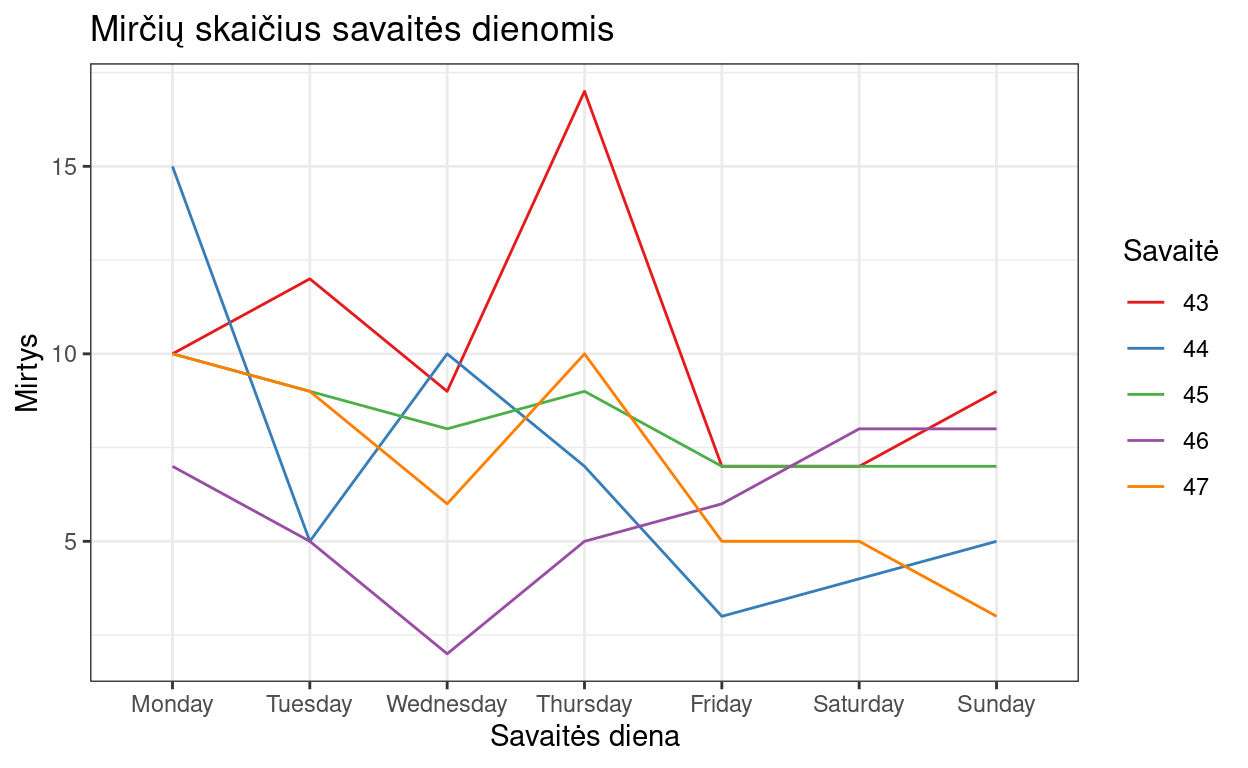 Mirčių skaičius savaitės dienomis
Mirtys
15
10
5
Monday Tuesday Wednesday Thursday Friday Saturday Sunday
Savaitės diena
Savaitė
43
44
45
46
47